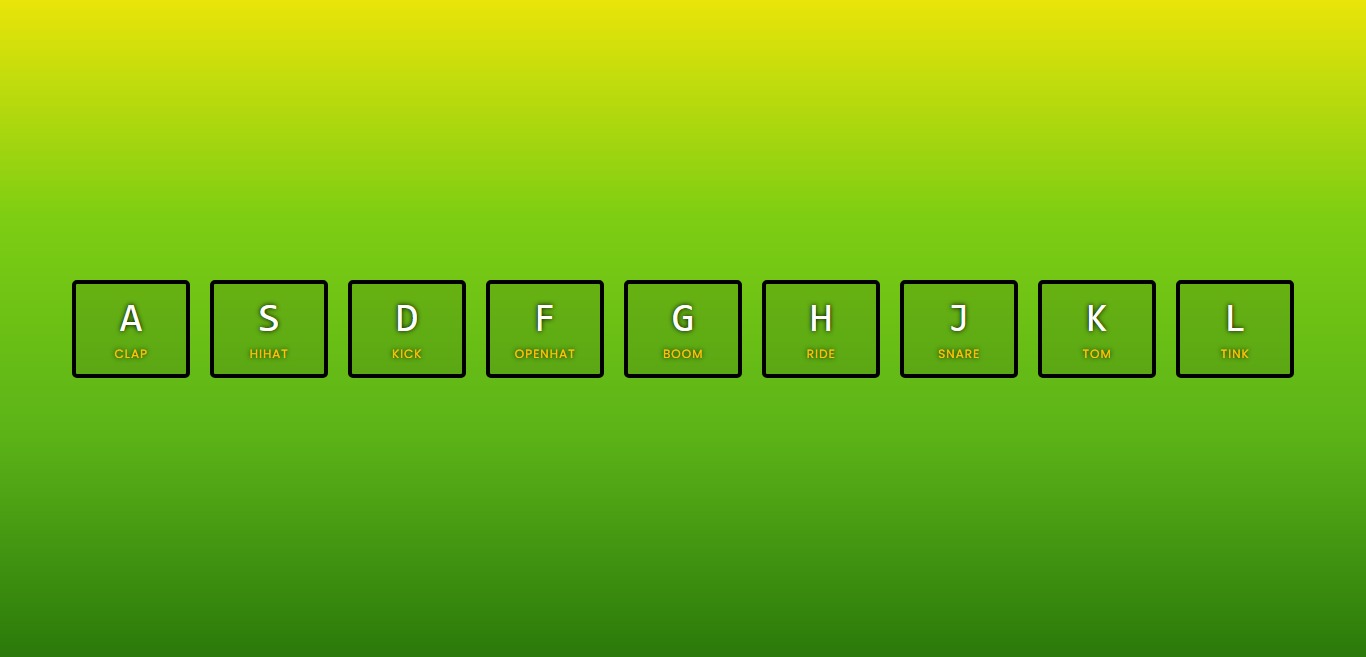 A S D F G H J K L
CLAP HIHAT KICK OPENHAT BOOM RIDE SNARE TOM TINK